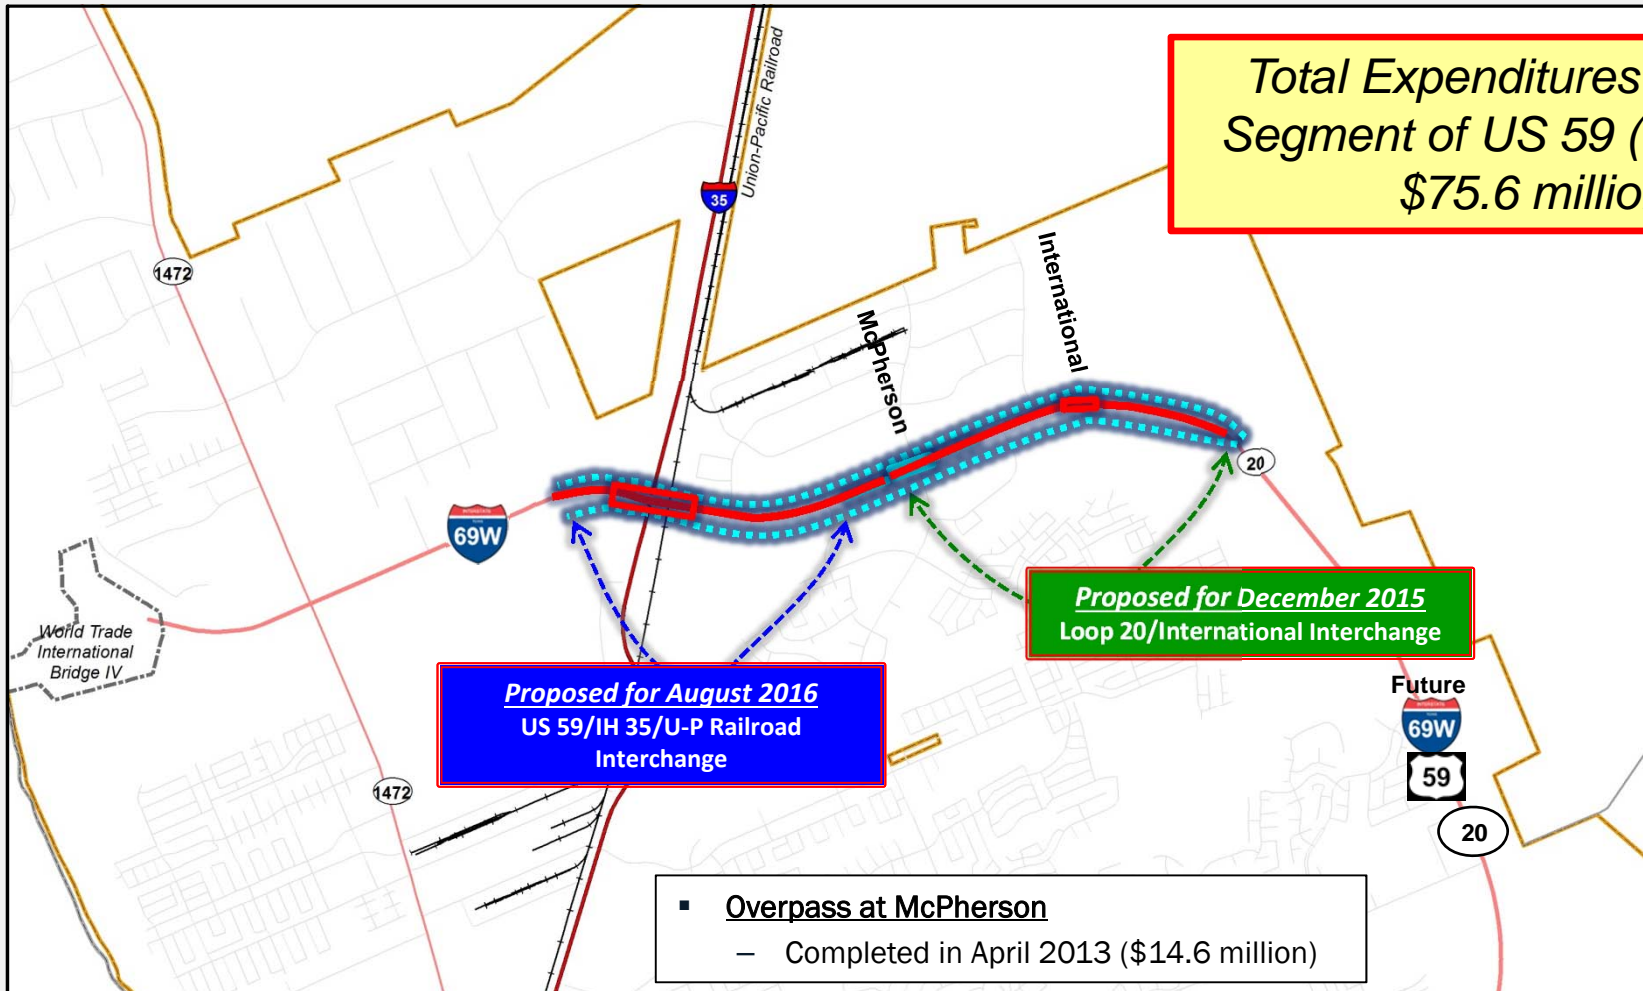 Total Expenditures
Segment of US 59 (
$75.6 millio
Union-Pacific Railroad
35
1472
International
McPherson
20
INTERSTATE
69W
World Trade
International
Bridge IV
Proposed for December 2015
Loop 20/International Interchange
Proposed for August 2016
US 59/IH 35/U-P Railroad
Interchange
Future
INTERSTATE
69W
59
20
1472
▪ Overpass at McPherson
– Completed in April 2013 ($14.6 million)